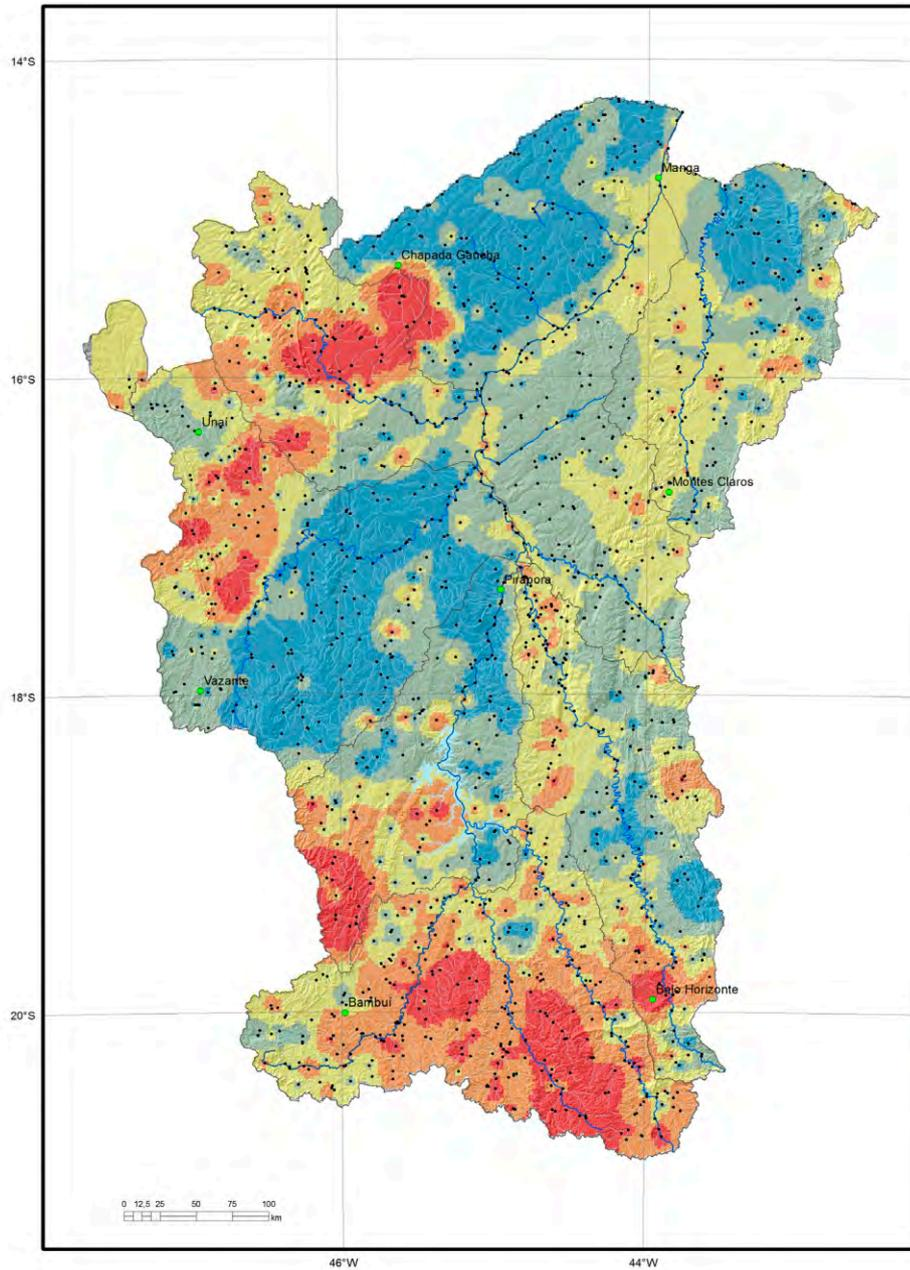 14°S
Manga
Chapada Gaúcha
16°S
Unaí
Montes Claros
Pirapora
Vazante
18°S
Belo Horizonte
Bambuí
20°S
0 12,5 25 50 75 100
km
46°W 44°W